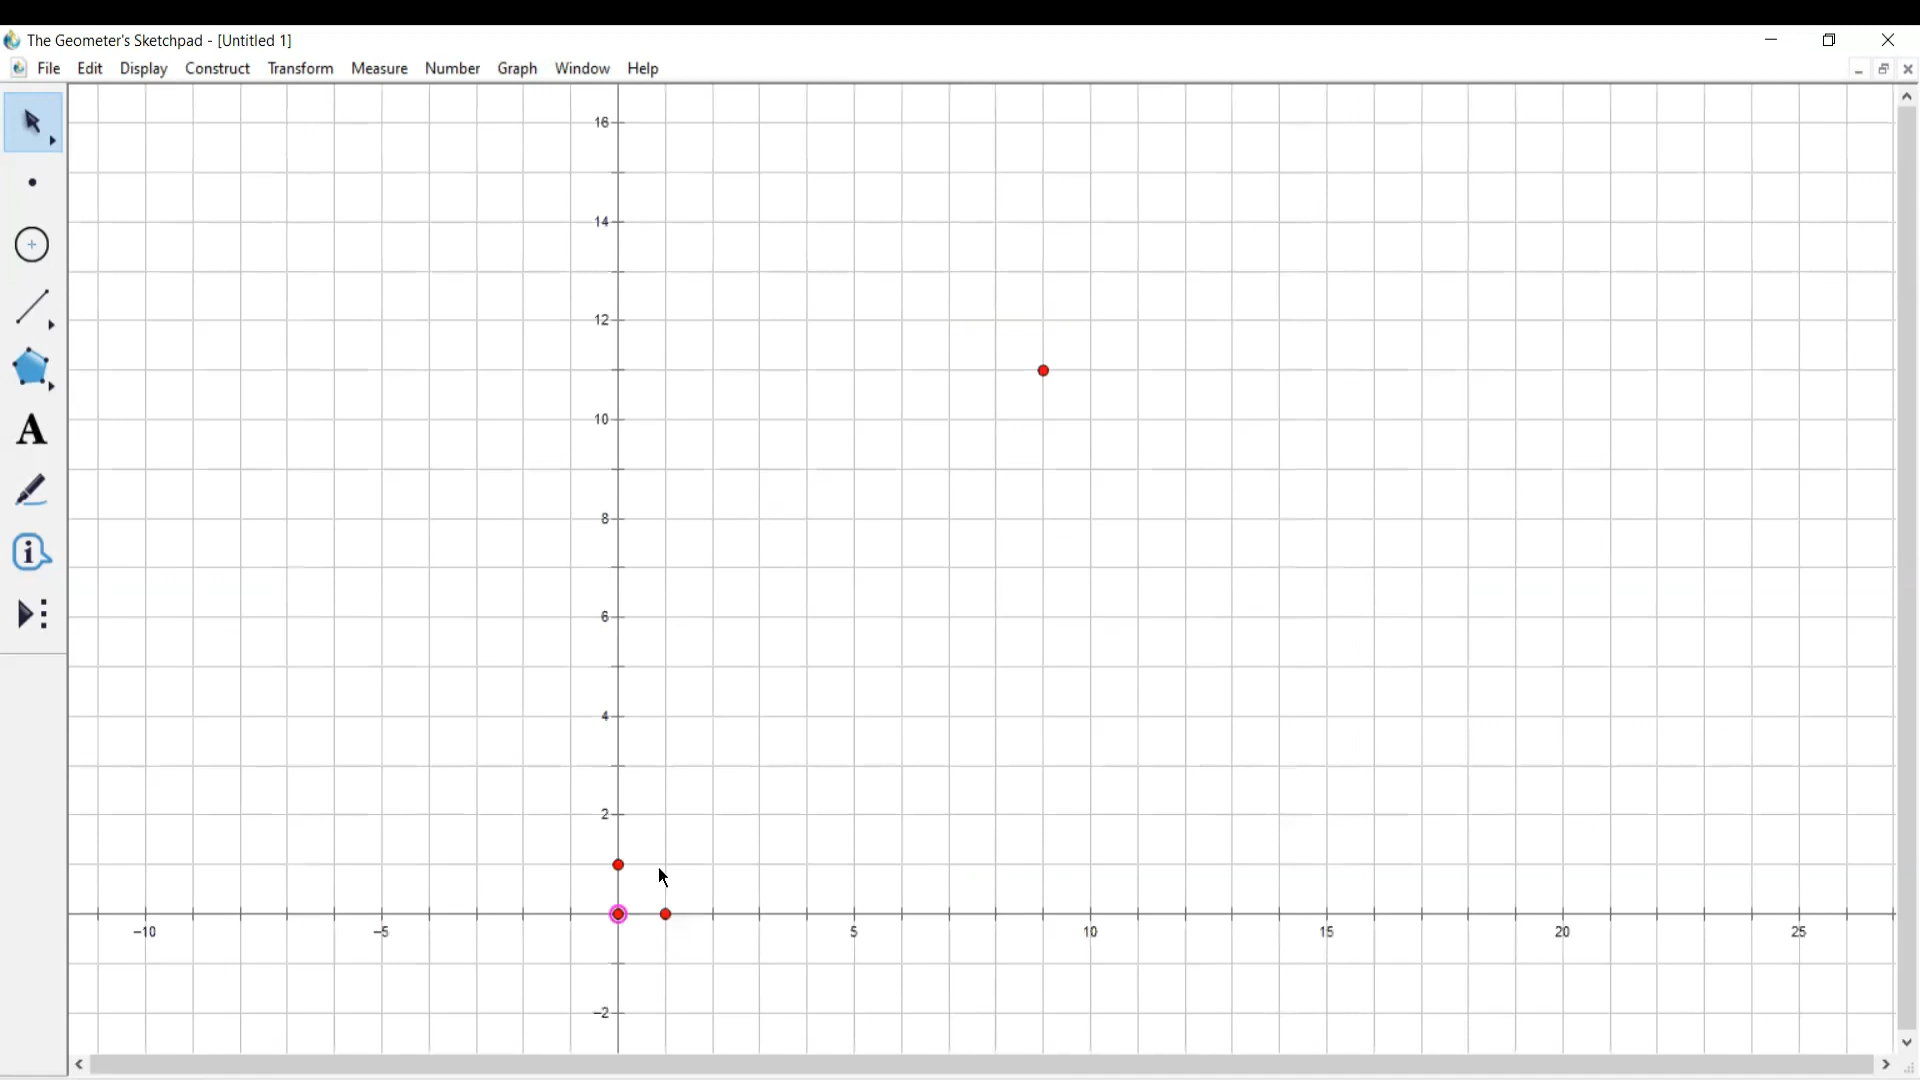 The Geometer's Sketchpad - [Untitled 1]
File Edit Display Construct Transform Measure Number Graph Window Help
16
14
12
10
8
6
4
2
-10 -5 5 10 15 20 25
-2
A
i